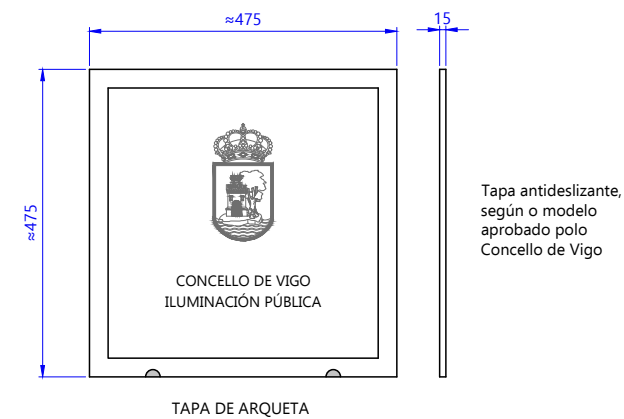 ≈475
15
≈475
Tapa antideslizante,
según o modelo
aprobado polo
Concello de Vigo
CONCELLO DE VIGO
ILUMINACIÓN PÚBLICA
TAPA DE ARQUETA